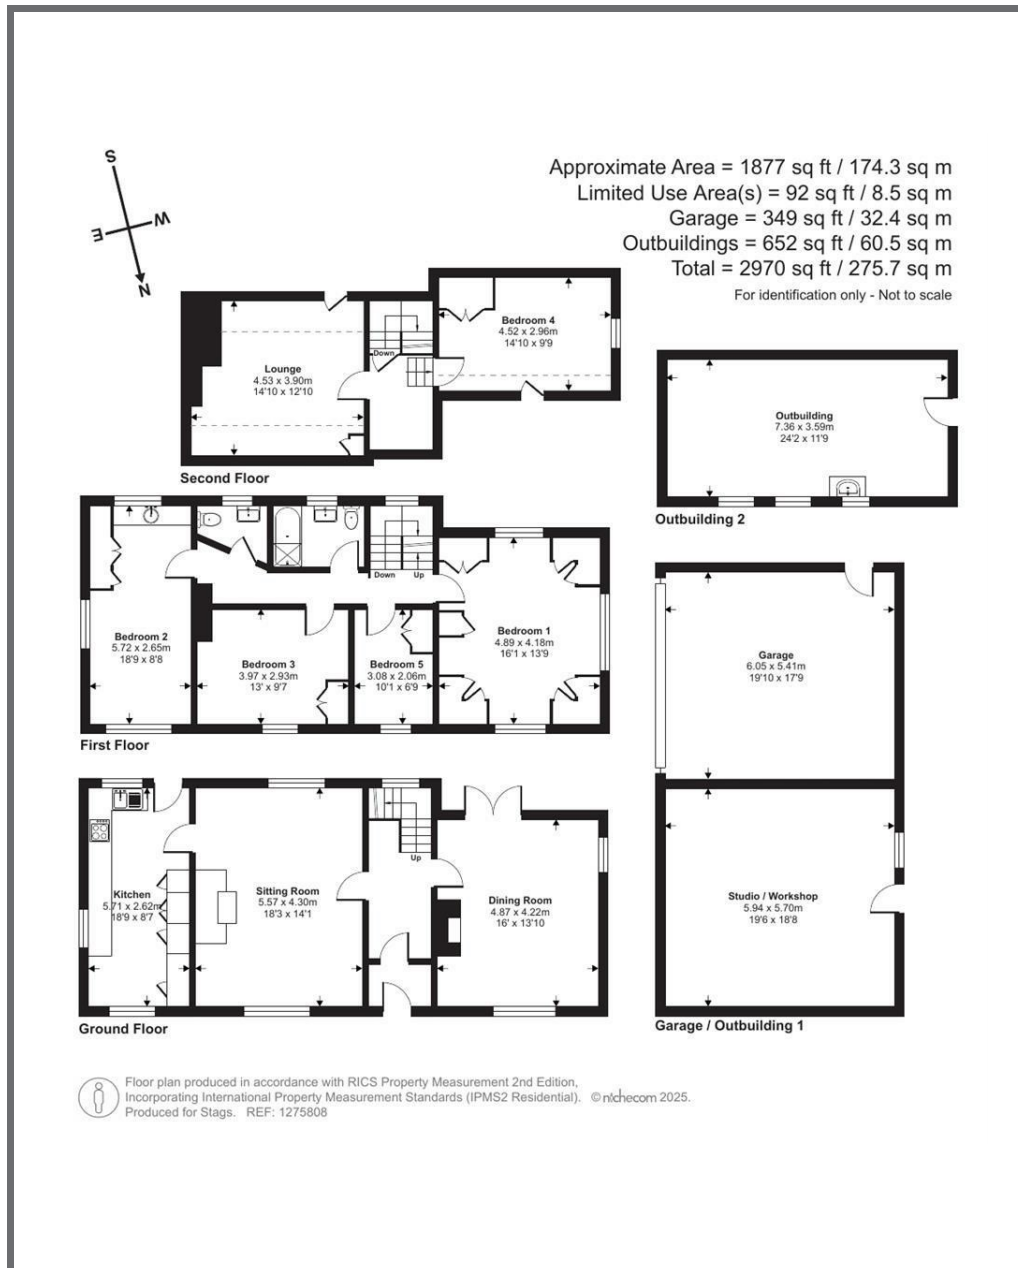 S
W
E
N
Approximate Area = 1877 sq ft / 174.3 sq m
Limited Use Area(s) = 92 sq ft / 8.5 sq m
Garage = 349 sq ft / 32.4 sq m
Outbuildings = 652 sq ft / 60.5 sq m
Total = 2970 sq ft / 275.7 sq m
For identification only - Not to scale
Lounge
4.53 x 3.90m
14'10 x 12'10
Down
Bedroom 4
4.52 x 2.96m
14'10 x 9'9
Second Floor
Outbuilding
7.36 x 3.59m
24'2 x 11'9
Outbuilding 2
Down
Up
Bedroom 2
5.72 x 2.65m
18'9 x 8'8
Bedroom 3
3.97 x 2.93m
13' x 9'7
Bedroom 5
3.08 x 2.06m
10'1 x 6'9
Bedroom 1
4.89 x 4.18m
16'1 x 13'9
First Floor
Garage
6.05 x 5.41m
19'10 x 17'9
Up
Kitchen
5.71 x 2.62m
18'9 x 8'7
Sitting Room
5.57 x 4.30m
18'3 x 14'1
Dining Room
4.87 x 4.22m
16' x 13'10
Ground Floor
Studio / Workshop
5.94 x 5.70m
19'6 x 18'8
Garage / Outbuilding 1
Floor plan produced in accordance with RICS Property Measurement 2nd Edition,
Incorporating International Property Measurement Standards (IPMS2 Residential). © nichecom 2025.
Produced for Stags. REF: 1275808